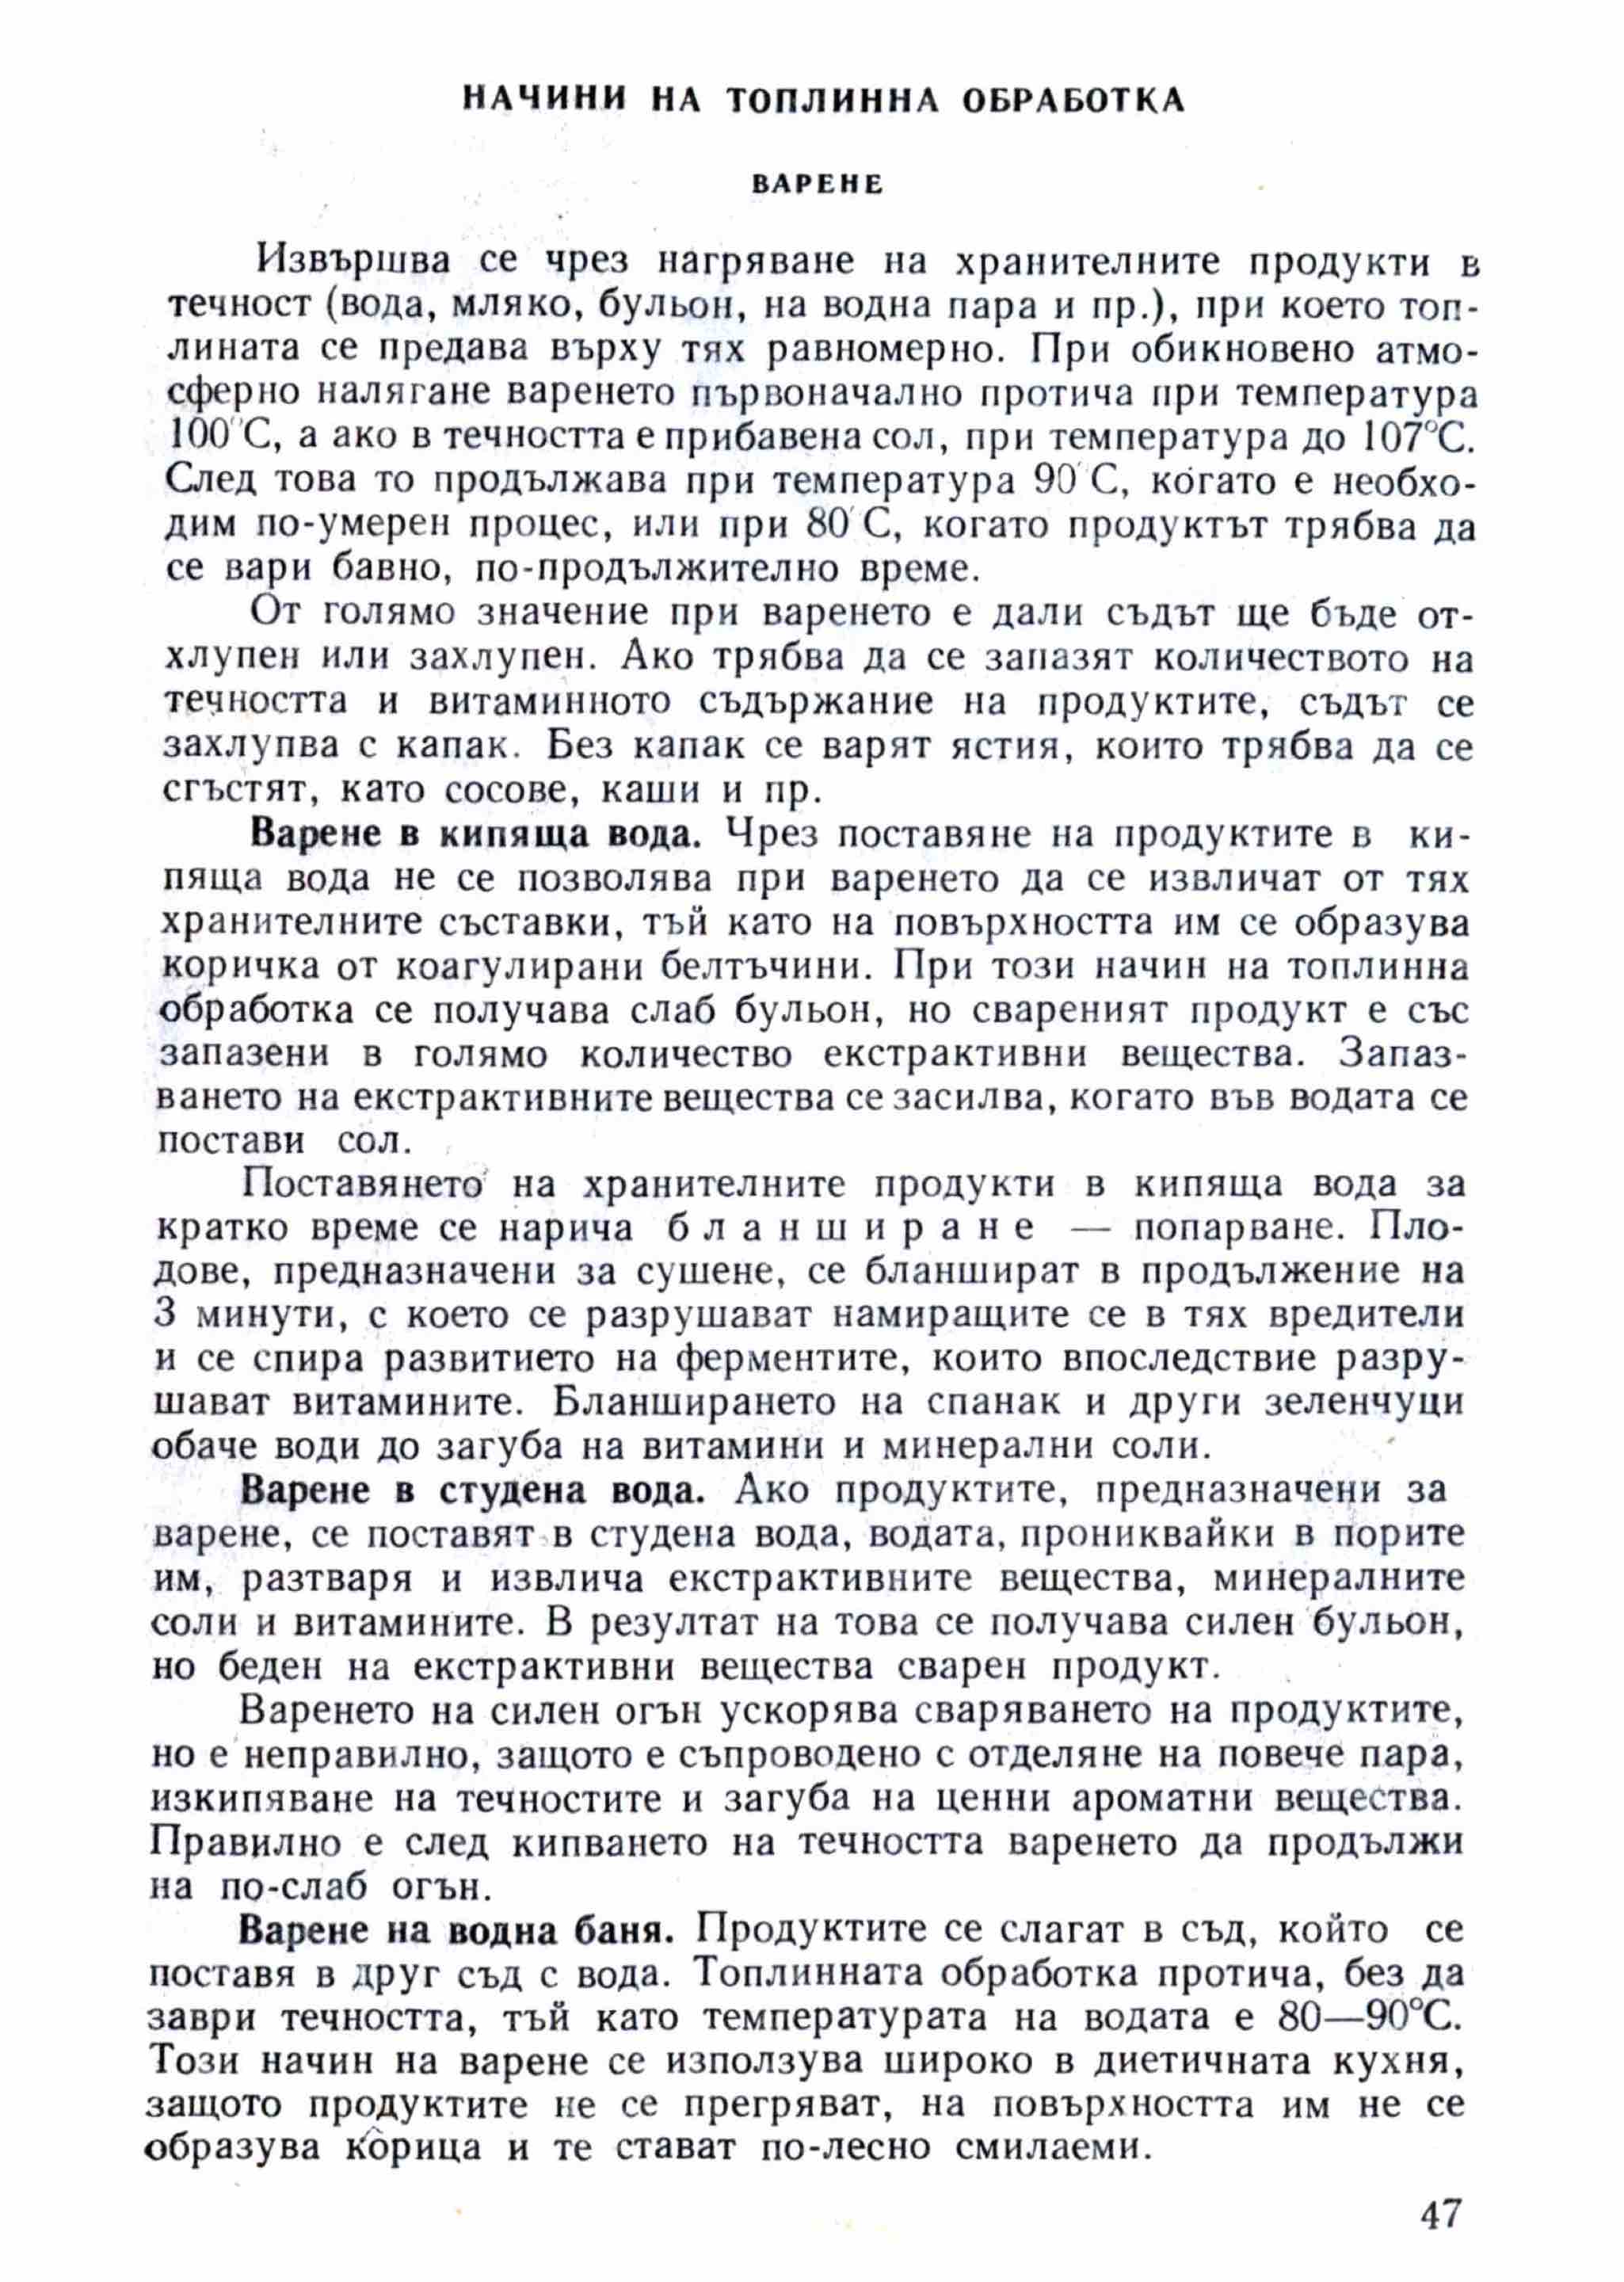 НАЧИНИ НА ТОПЛИННА ОБРАБОТКА
ВАРЕНЕ
Извършва се чрез нагряване на хранителните продукти в
течност (вода, мляко, бульон, на водна пара и пр.), при което топ-
лината се предава върху тях равномерно. При обикновено атмо-
сферно налягане варенето първоначално протича при температура
100°С, а ако в течността е прибавена сол, при температура до 107°С.
След това то продължава при температура 90°С, когато е необхо-
дим по-умерен процес, или при 80°С, когато продуктът трябва да
се вари бавно, по-продължително време.
От голямо значение при варенето е дали съдът ще бъде от-
хлупен или захлупен. Ако трябва да се запазят количеството на
течността и витаминното съдържание на продуктите, съдът се
захлупва с капак. Без капак се варят ястия, които трябва да се
сгъстят, като сосове, каши и пр.
Варене в кипяща вода. Чрез поставяне на продуктите в ки-
пяща вода не се позволява при варенето да се извличат от тях
хранителните съставки, тъй като на повърхността им се образува
коричка от коагулирани белтъчини. При този начин на топлинна
обработка се получава слаб бульон, но свареният продукт е със
запазени в голямо количество екстрактивни вещества. Запаз-
ването на екстрактивните вещества се засилва, когато във водата се
постави сол.
Поставянето на хранителните продукти в кипяща вода за
кратко време се нарича бланширане — попарване. Пло-
дове, предназначени за сушене, се бланшират в продължение на
3 минути, с което се разрушават намиращите се в тях вредители
и се спира развитието на ферментите, които впоследствие разру-
шават витамините. Бланширането на спанак и други зеленчуци
обаче води до загуба на витамини и минерални соли.
Варене в студена вода. Ако продуктите, предназначени за
варене, се поставят в студена вода, водата, прониквайки в порите
им, разтваря и извлича екстрактивните вещества, минералните
соли и витамините. В резултат на това се получава силен бульон,
но беден на екстрактивни вещества сварен продукт.
Варенето на силен огън ускорява сваряването на продуктите,
но е неправилно, защото е съпроводено с отделяне на повече пара,
изкипяване на течностите и загуба на ценни ароматни вещества.
Правилно е след кипването на течността варенето да продължи
на по-слаб огън.
Варене на водна баня. Продуктите се слагат в съд, който се
поставя в друг съд с вода. Топлинната обработка протича, без да
заври течността, тъй като температурата на водата е 80—90°С.
Този начин на варене се използува широко в диетичната кухня,
защото продуктите не се прегряват, на повърхността им не се
образува корица и те стават по-лесно смилаеми.
47